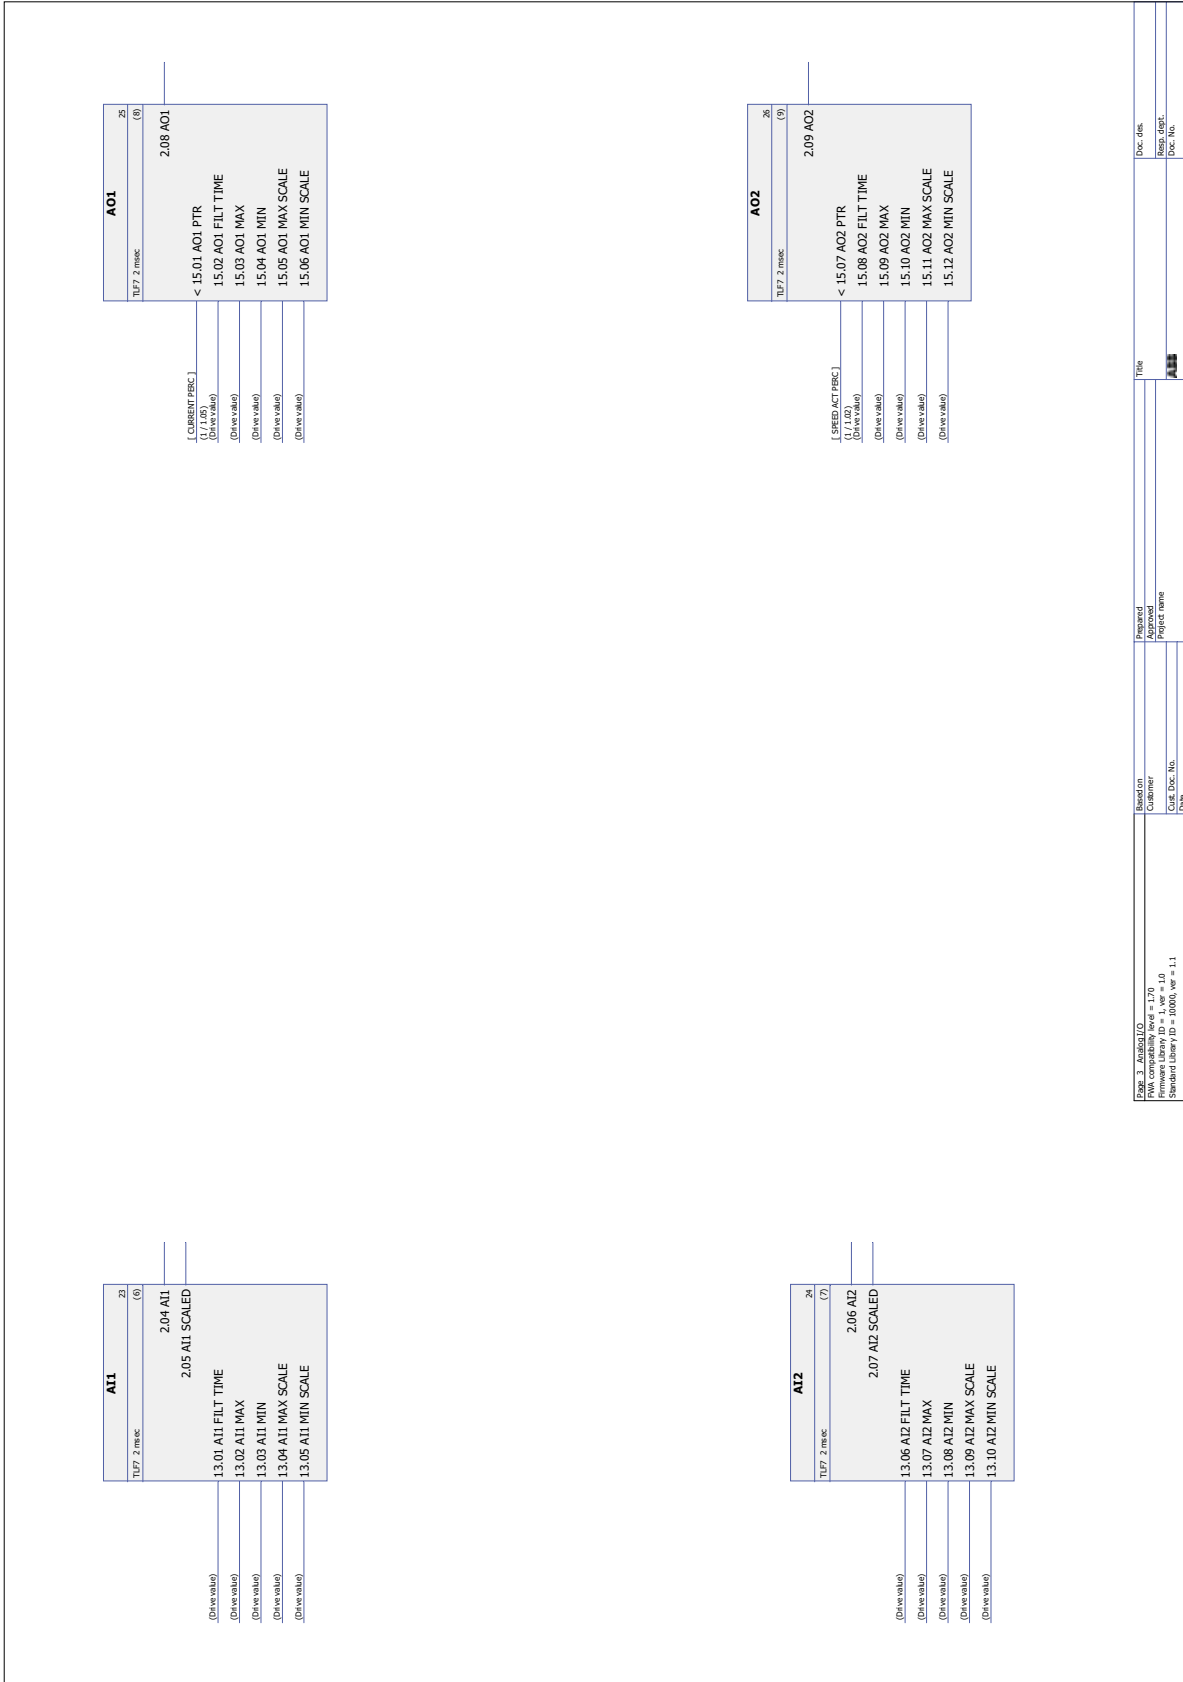 AI1
TLF7 2 msec 23
(6)
2.04 AI1
2.05 AI1 SCALED
(Drive value) 13.01 AI1 FILT TIME
(Drive value) 13.02 AI1 MAX
(Drive value) 13.03 AI1 MIN
(Drive value) 13.04 AI1 MAX SCALE
(Drive value) 13.05 AI1 MIN SCALE
AO1
TLF7 2 msec 25
(8)
2.08 AO1
[ CURRENT PERC ] < 15.01 AO1 PTR
(1 / 1.05)
(Drive value) 15.02 AO1 FILT TIME
(Drive value) 15.03 AO1 MAX
(Drive value) 15.04 AO1 MIN
(Drive value) 15.05 AO1 MAX SCALE
(Drive value) 15.06 AO1 MIN SCALE
AI2
TLF7 2 msec 24
(7)
2.06 AI2
2.07 AI2 SCALED
(Drive value) 13.06 AI2 FILT TIME
(Drive value) 13.07 AI2 MAX
(Drive value) 13.08 AI2 MIN
(Drive value) 13.09 AI2 MAX SCALE
(Drive value) 13.10 AI2 MIN SCALE
AO2
TLF7 2 msec 26
(9)
2.09 AO2
[ SPEED ACT PERC ] < 15.07 AO2 PTR
(1 / 1.02)
(Drive value) 15.08 AO2 FILT TIME
(Drive value) 15.09 AO2 MAX
(Drive value) 15.10 AO2 MIN
(Drive value) 15.11 AO2 MAX SCALE
(Drive value) 15.12 AO2 MIN SCALE
Page 3 Analog I/O
FWA compatibility level = 1.70
Firmware Library ID = 1, ver = 1.0
Standard Library ID = 10000, ver = 1.1
Based on
Customer
Cust. Doc. No.
Date
Prepared
Approved
Project name
Title
ABB
Doc. des.
Resp. dept.
Doc. No.